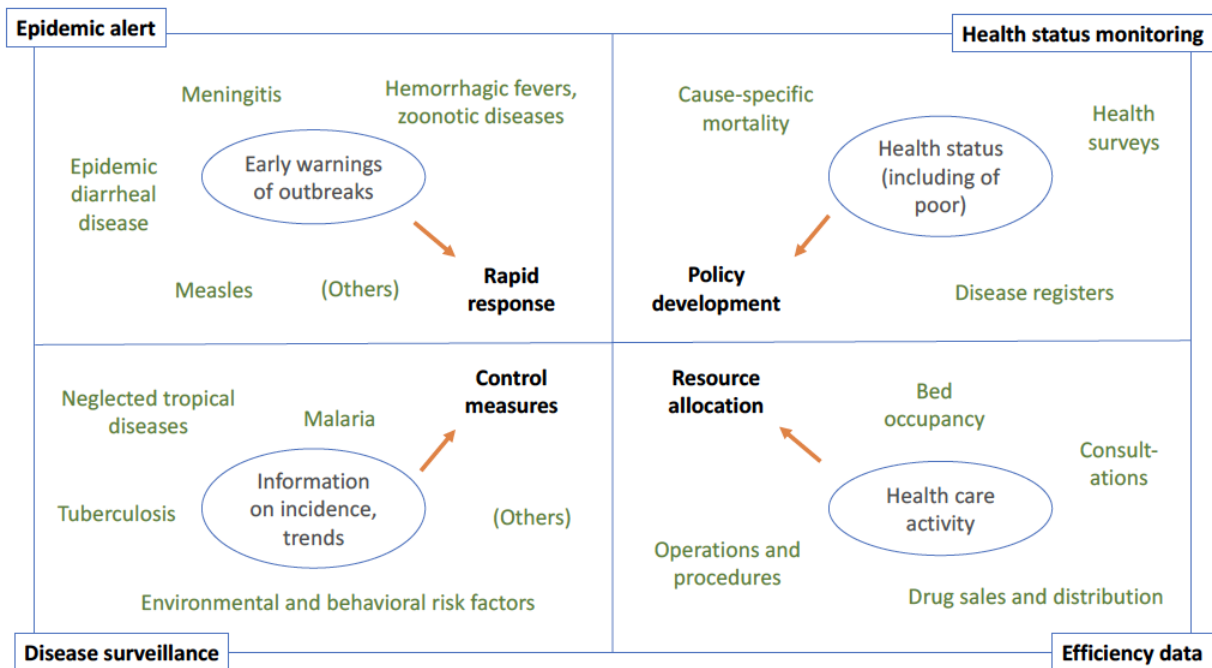 Epidemic alert
Health status monitoring
Meningitis
Hemorrhagic fevers,
zoonotic diseases
Epidemic
diarrheal
disease
Early warnings
of outbreaks
Measles
(Others)
Rapid
response
Cause-specific
mortality
Health
surveys
Health status
(including of
poor)
Policy
development
Disease registers
Neglected tropical
diseases
Malaria
Control
measures
Tuberculosis
Information
on incidence,
trends
(Others)
Environmental and behavioral risk factors
Resource
allocation
Bed
occupancy
Consult-
ations
Health care
activity
Operations and
procedures
Drug sales and distribution
Disease surveillance
Efficiency data